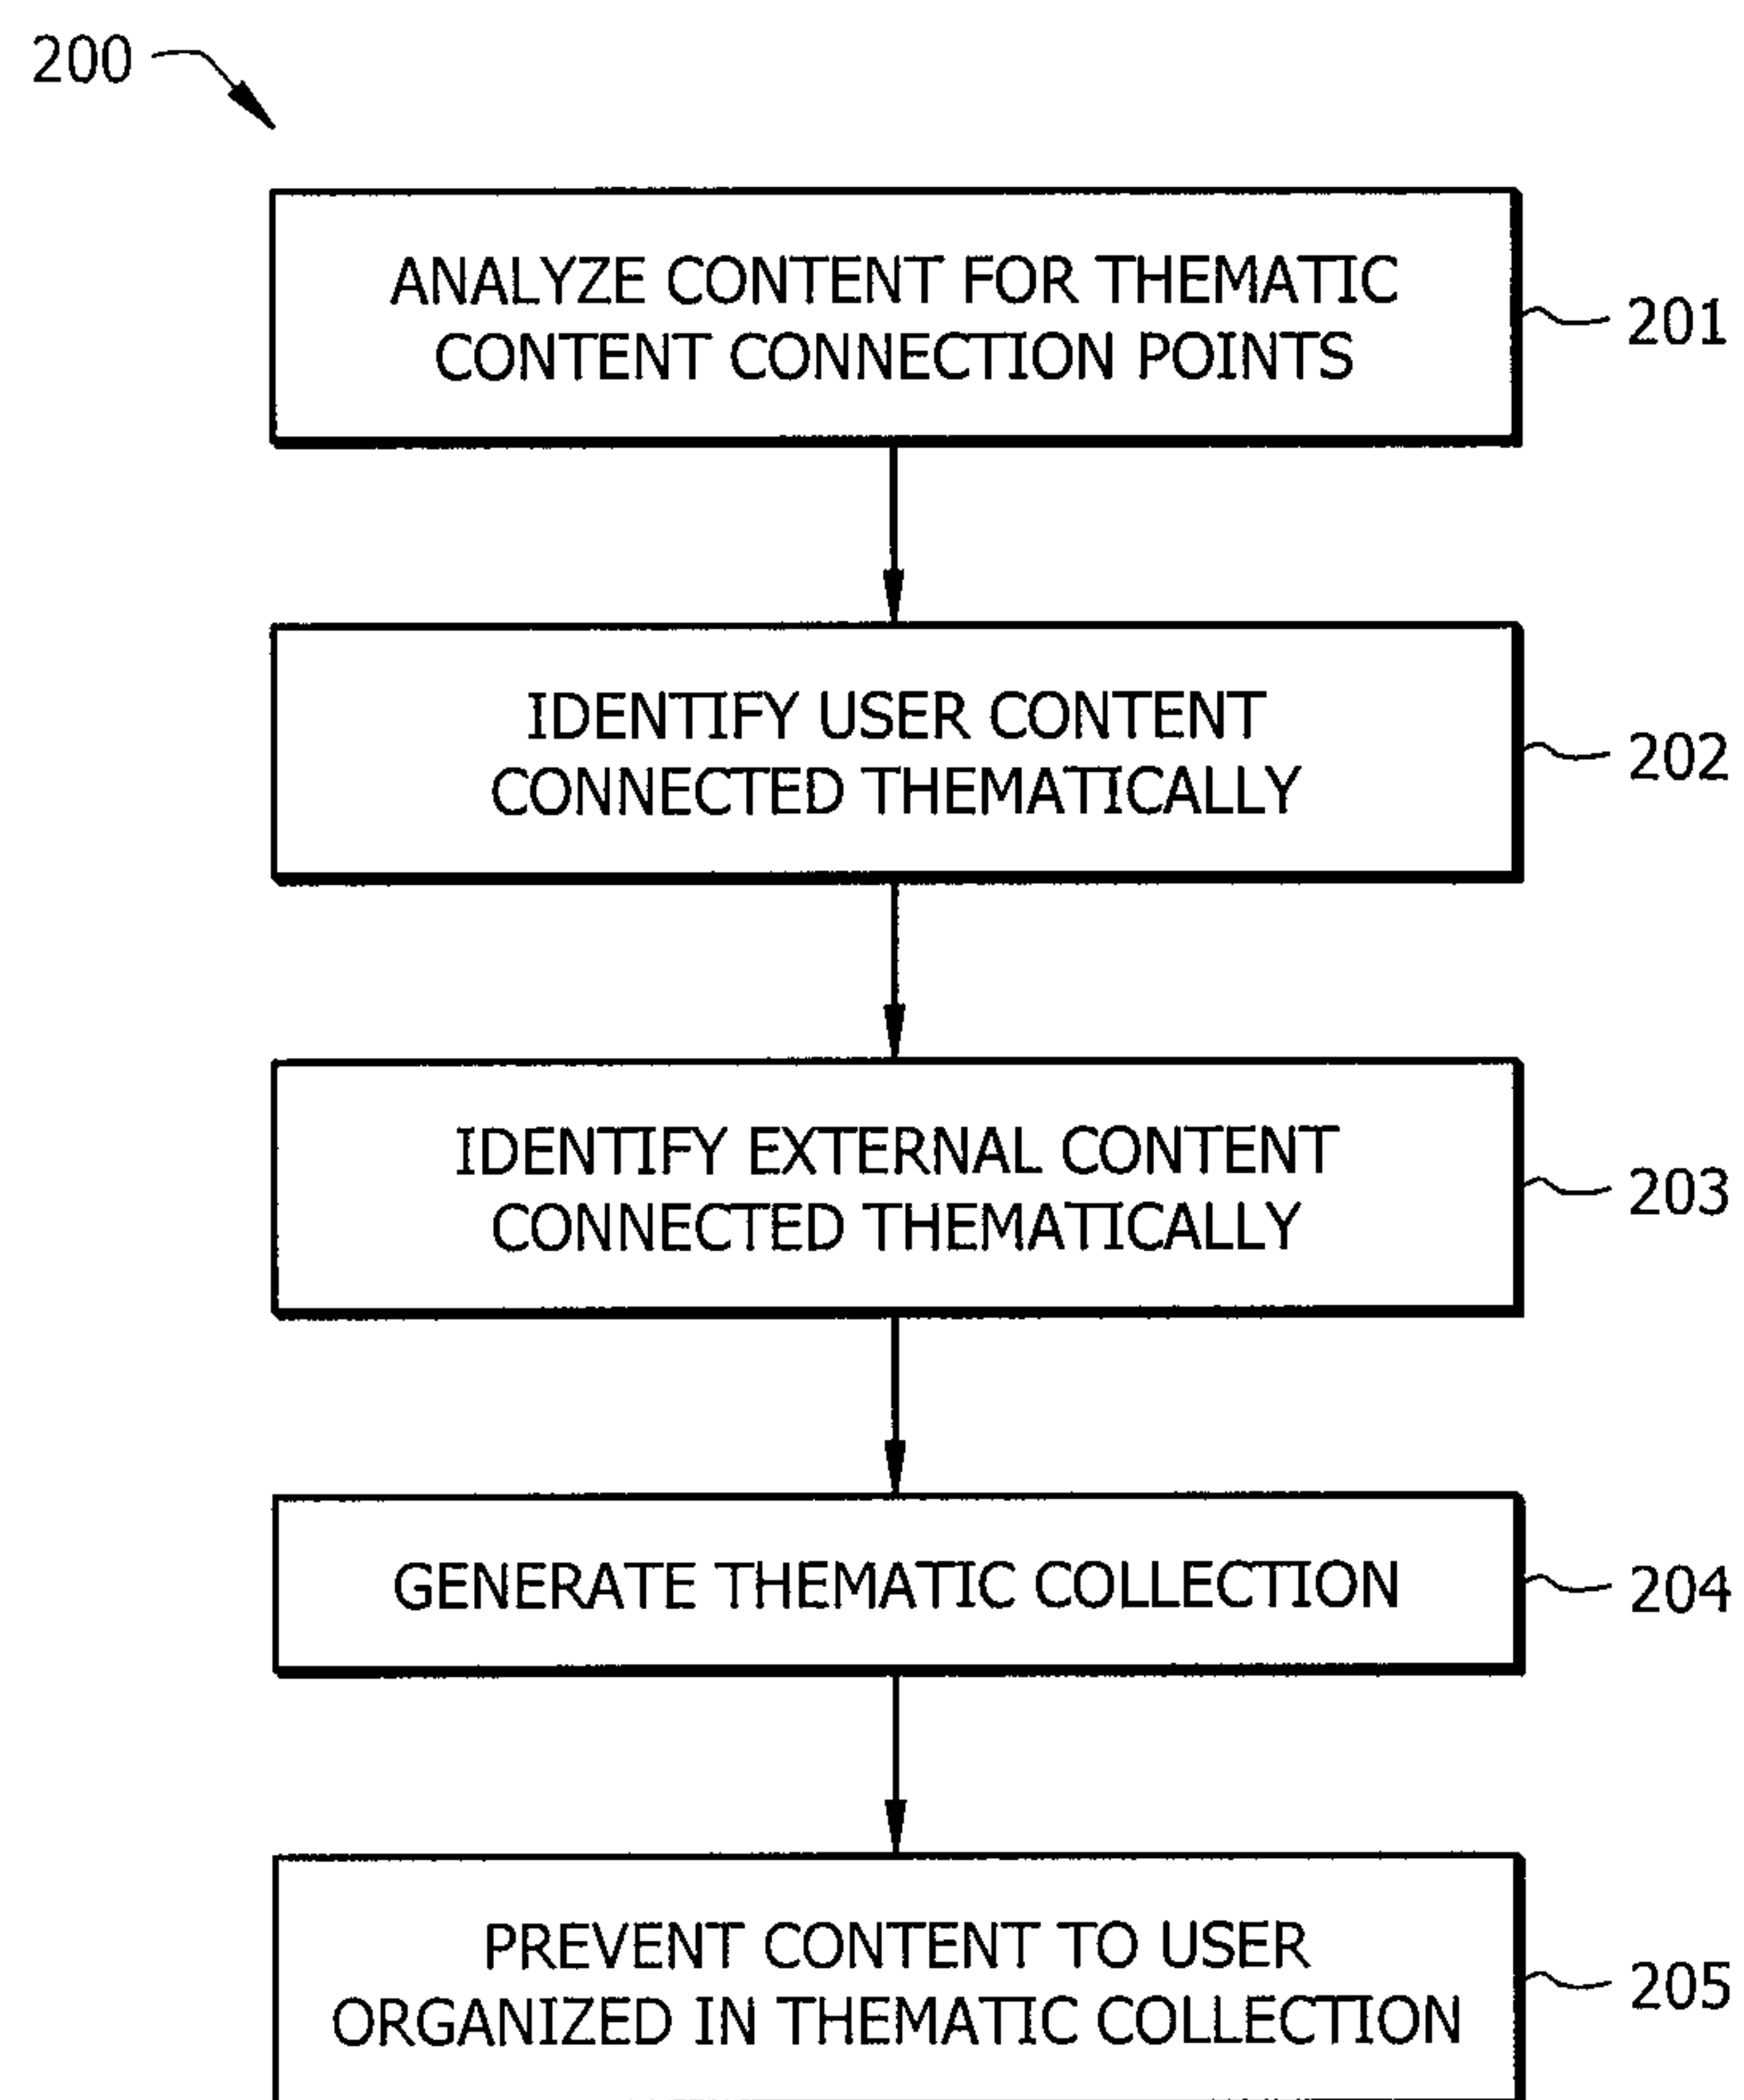 200
ANALYZE CONTENT FOR THEMATIC
CONTENT CONNECTION POINTS
201
IDENTIFY USER CONTENT
CONNECTED THEMATICALLY
202
IDENTIFY EXTERNAL CONTENT
CONNECTED THEMATICALLY
203
GENERATE THEMATIC COLLECTION
204
PREVENT CONTENT TO USER
ORGANIZED IN THEMATIC COLLECTION
205